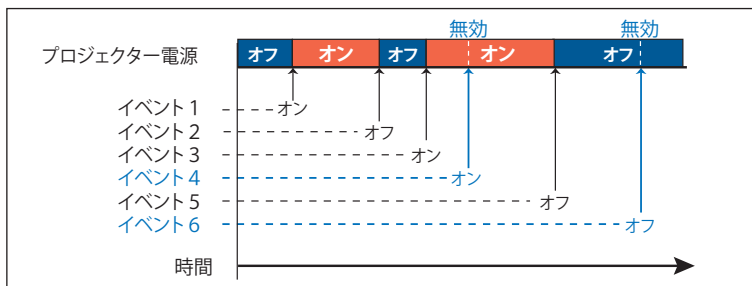 無効 無効
プロジェクター電源 オフ オン オフ オン オフ
イベント 1 オン
イベント 2 オフ
イベント 3 オン
イベント 4 オン
イベント 5 オフ
イベント 6 オフ
時間